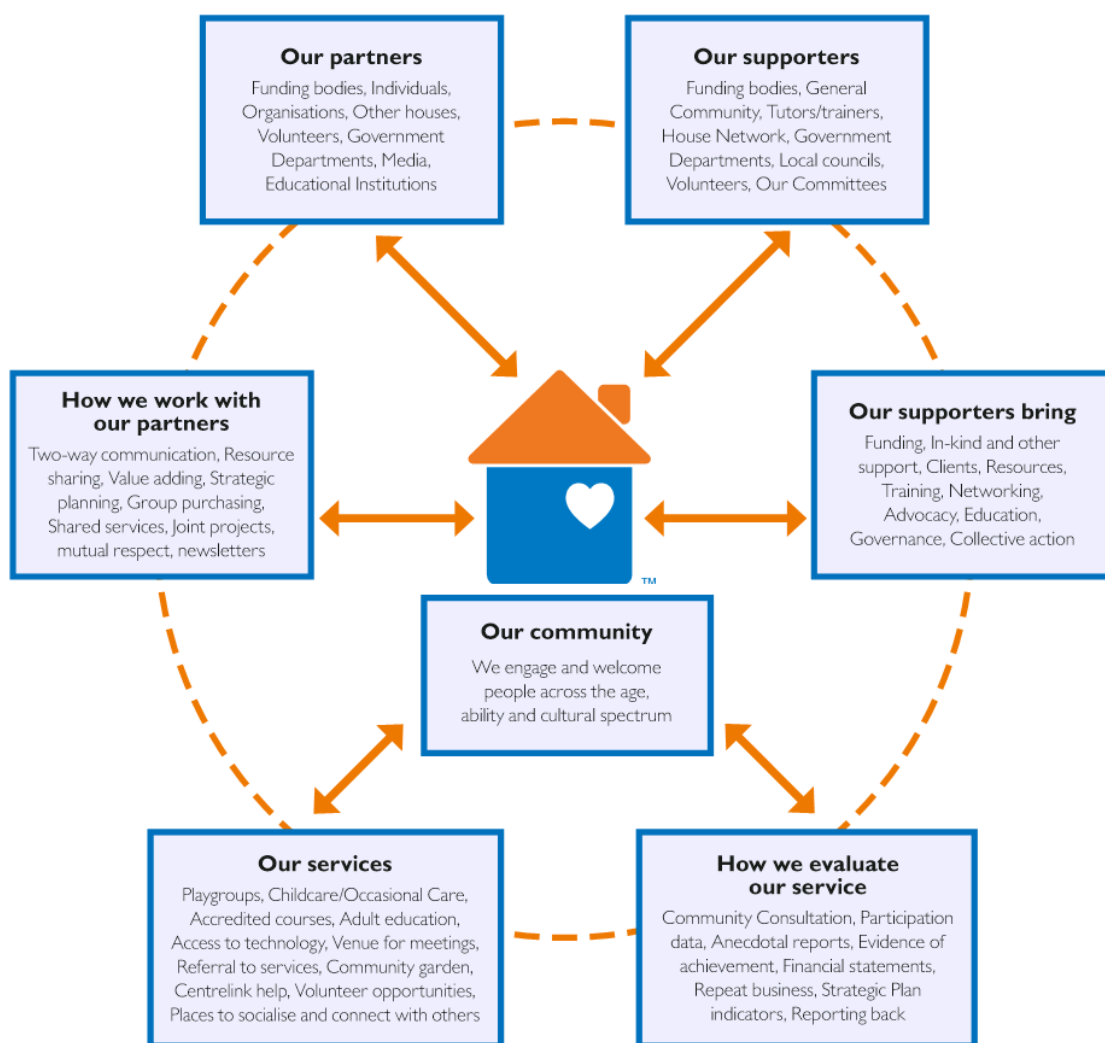 Our partners
Funding bodies, Individuals,
Organisations, Other houses,
Volunteers, Government
Departments, Media,
Educational Institutions
Our supporters
Funding bodies, General
Community, Tutors/trainers,
House Network, Government
Departments, Local councils,
Volunteers, Our Committees
How we work with
our partners
Two-way communication, Resource
sharing, Value adding, Strategic
planning, Group purchasing,
Shared services, Joint projects,
mutual respect, newsletters
Our supporters bring
Funding, In-kind and other
support, Clients, Resources,
Training, Networking,
Advocacy, Education,
Governance, Collective action
TM
Our community
We engage and welcome
people across the age,
ability and cultural spectrum
Our services
Playgroups, Childcare/Occasional Care,
Accredited courses, Adult education,
Access to technology, Venue for meetings,
Referral to services, Community garden,
Centrelink help, Volunteer opportunities,
Places to socialise and connect with others
How we evaluate
our service
Community Consultation, Participation
data, Anecdotal reports, Evidence of
achievement, Financial statements,
Repeat business, Strategic Plan
indicators, Reporting back